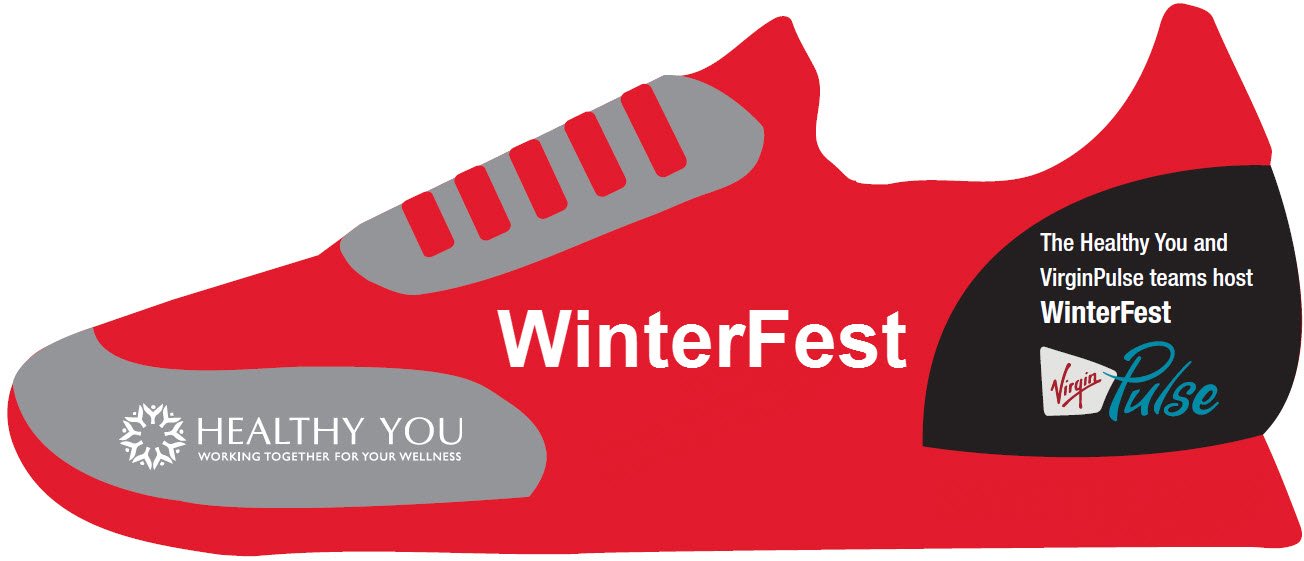 WinterFest
The Healthy You and
VirginPulse teams host
WinterFest
Virgin Pulse
HEALTHY YOU
WORKING TOGETHER FOR YOUR WELLNESS